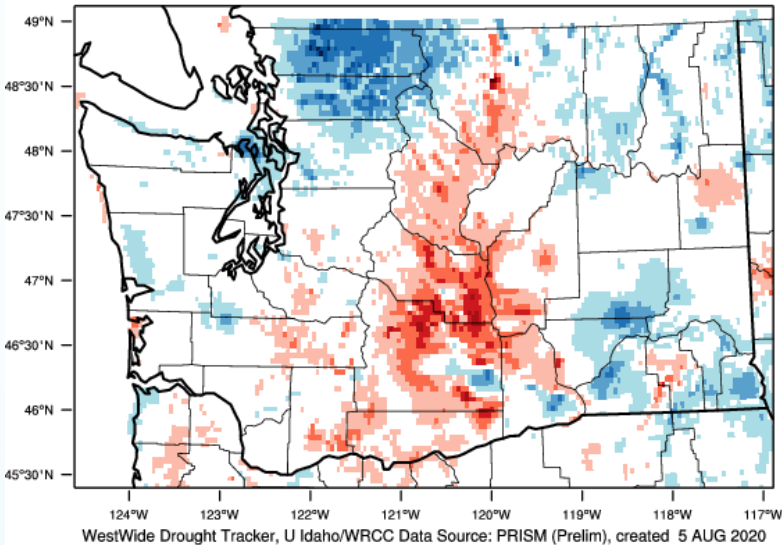 49°N
48°30'N
48°N
47°30'N
47°N
46°30'N
46°N
45°30'N
124°W 123°W 122°W 121°W 120°W 119°W 118°W 117°W
WestWide Drought Tracker, U Idaho/WRCC Data Source: PRISM (Prelim), created 5 AUG 2020